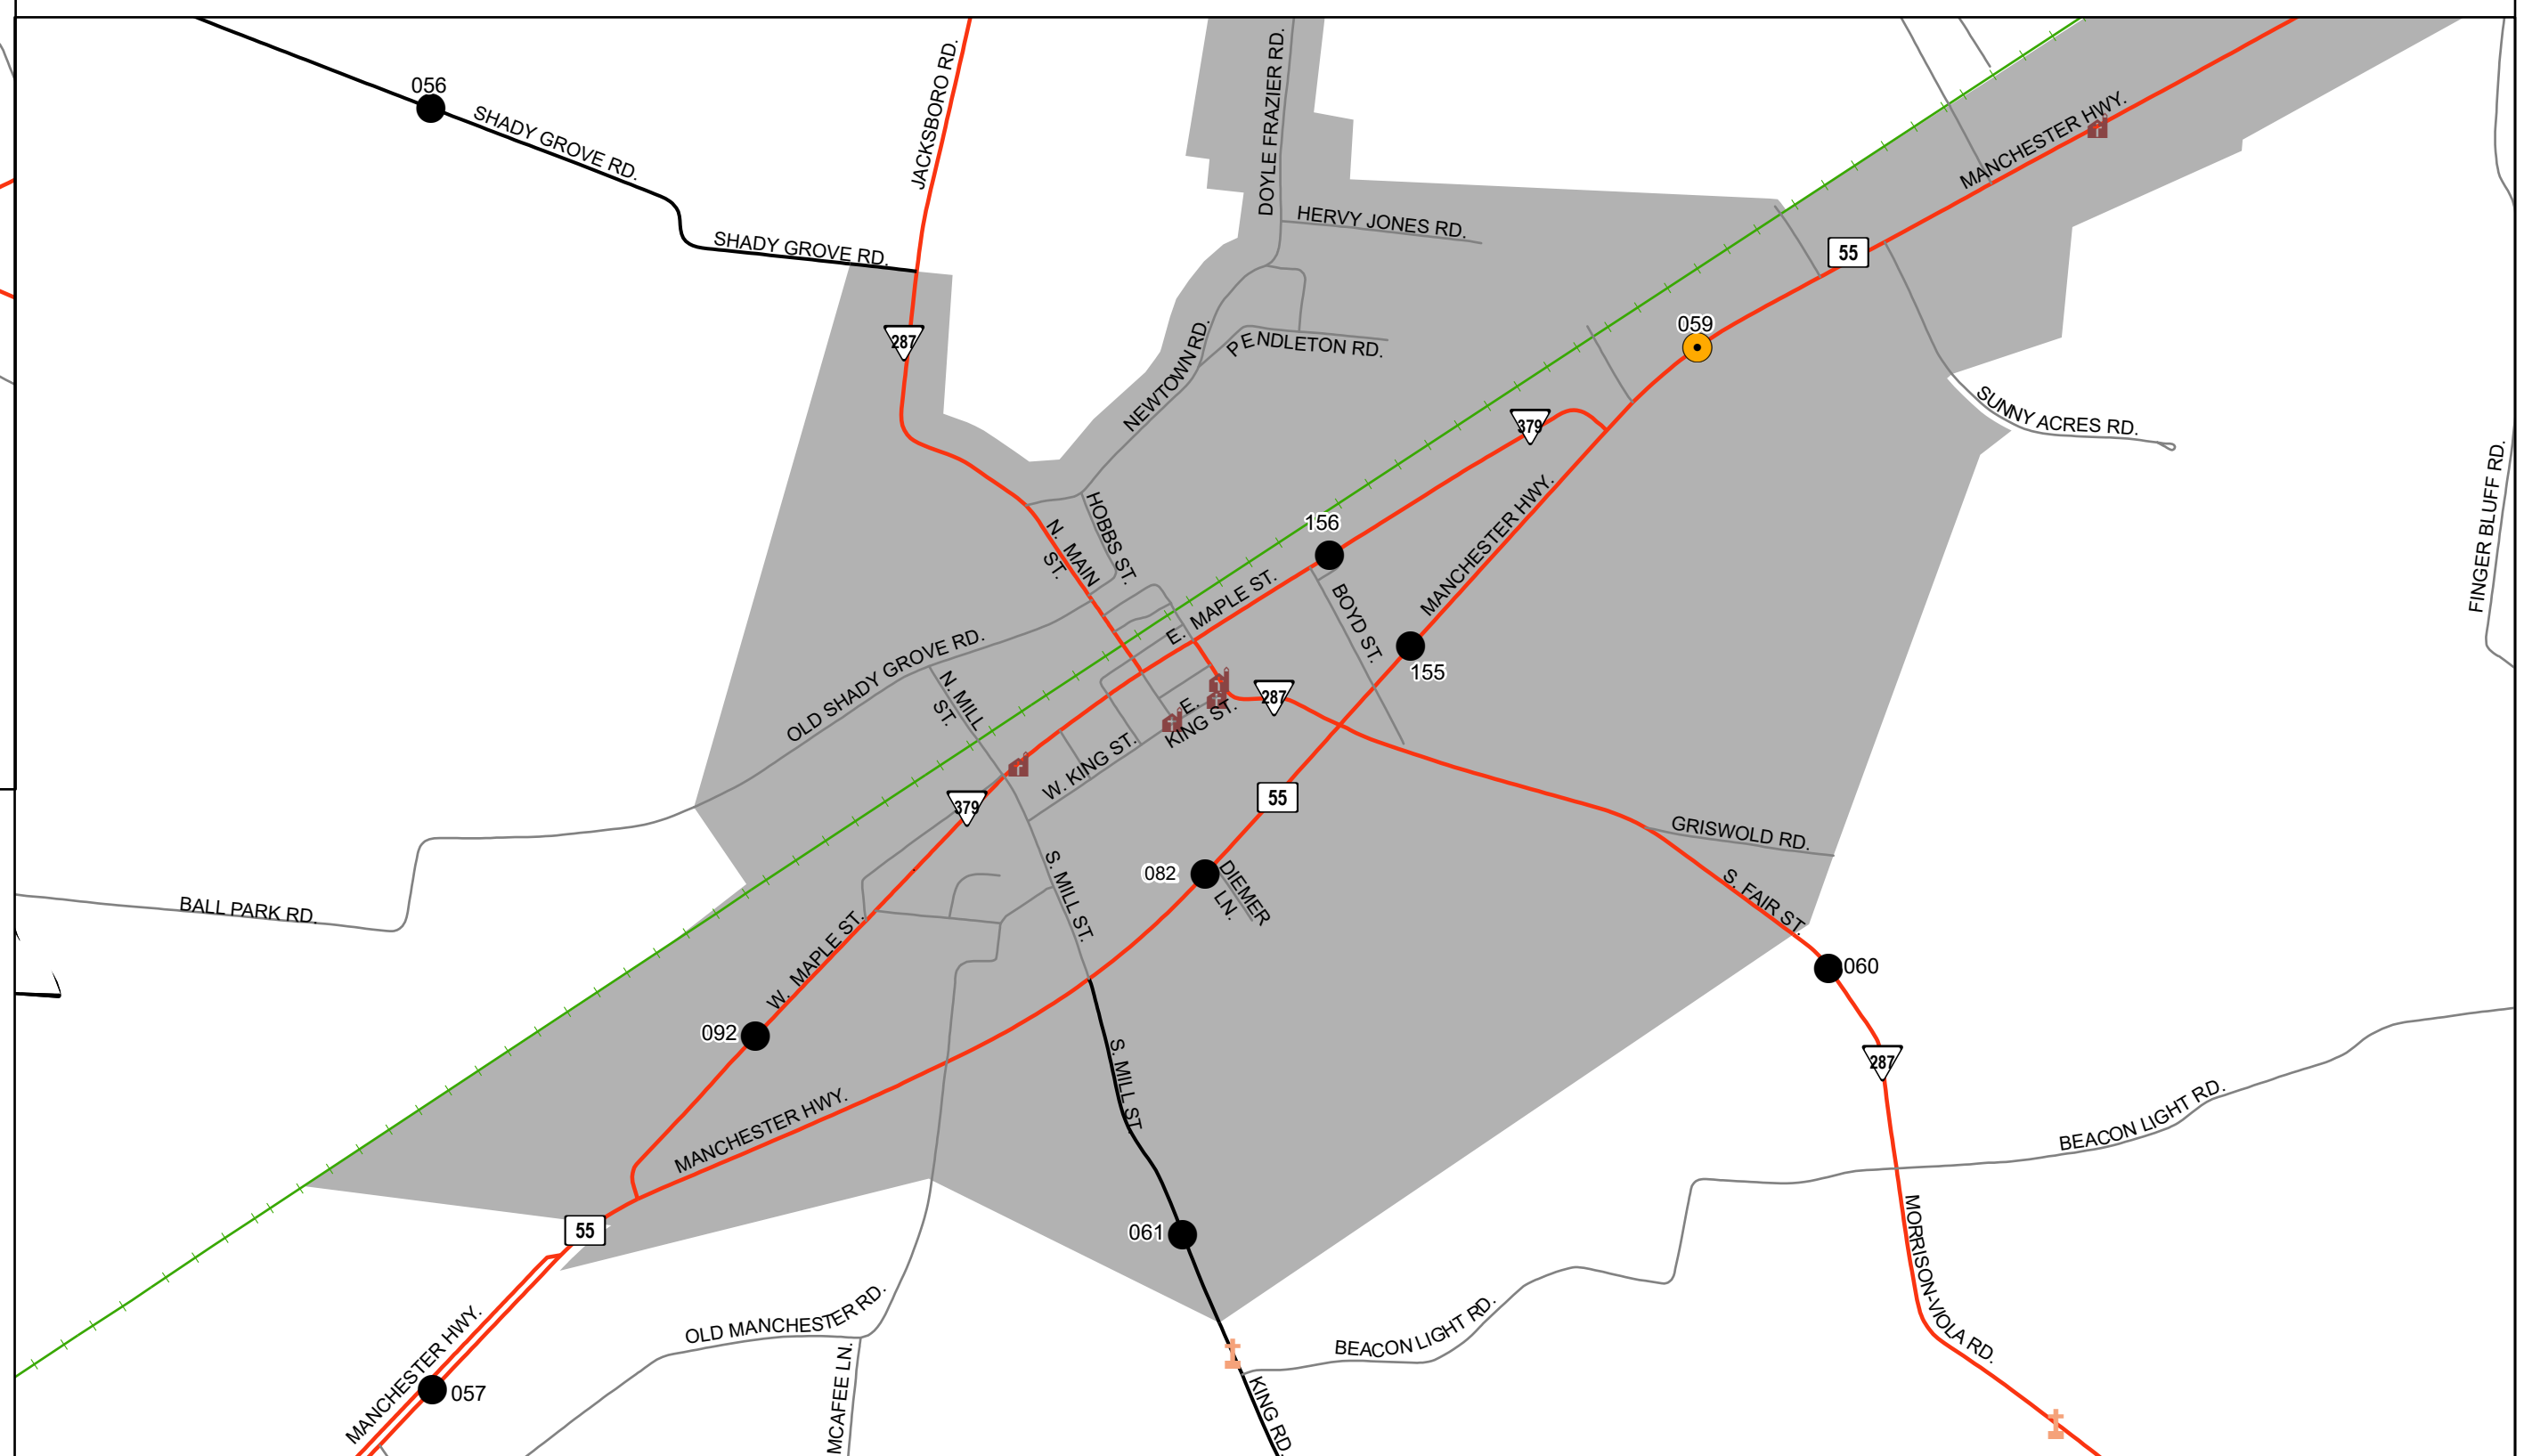 056
SHADY GROVE RD.
JACKSBORO RD.
SHADY GROVE RD.
DOYLE FRAZIER RD.
HERVY JONES RD.
MANCHESTER HWY.
55
287
NEWTOWN RD.
PENDLETON RD.
059
379
SUNNY ACRES RD.
FINGER BLUFF RD.
HOBBS ST.
N. MAIN
ST.
156
MANCHESTER HWY.
E. MAPLE ST.
BOYD ST.
155
OLD SHADY GROVE RD.
N. MILL
ST.
287
E.
KING ST.
W. KING ST.
379
55
GRISWOLD RD.
S. MILL ST.
082
DIEMER
LN.
S. FAIR ST.
BALL PARK RD.
W. MAPLE ST.
060
092
S. MILL ST
287
MANCHESTER HWY.
BEACON LIGHT RD.
55
061
MORRISON-VIOLA RD.
OLD MANCHESTER RD.
BEACON LIGHT RD.
MANCHESTER HWY.
057
MCAFEE LN.
KING RD.